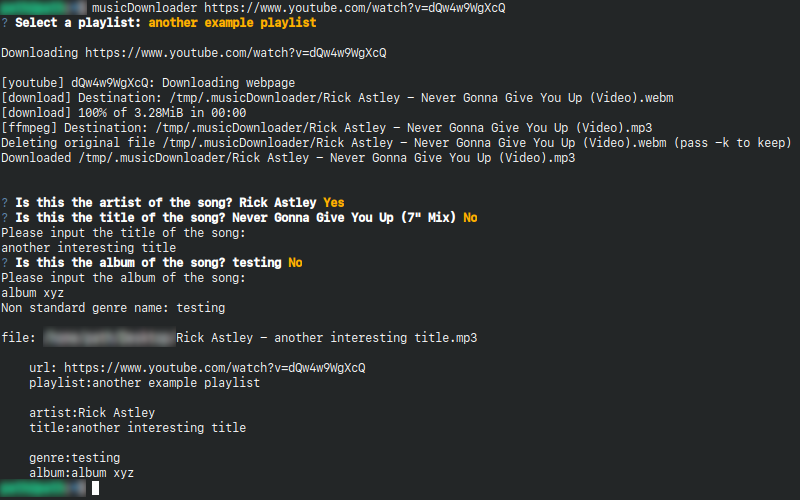 musicDownloader https://www.youtube.com/watch?v=dQw4w9WgXcQ
? Select a playlist: another example playlist
Downloading https://www.youtube.com/watch?v=dQw4w9WgXcQ
[youtube] dQw4w9WgXcQ: Downloading webpage
[download] Destination: /tmp/.musicDownloader/Rick Astley - Never Gonna Give You Up (Video).webm
[download] 100% of 3.28MiB in 00:00
[ffmpeg] Destination: /tmp/.musicDownloader/Rick Astley - Never Gonna Give You Up (Video).mp3
Deleting original file /tmp/.musicDownloader/Rick Astley - Never Gonna Give You Up (Video).webm (pass -k to keep)
Downloaded /tmp/.musicDownloader/Rick Astley - Never Gonna Give You Up (Video).mp3
? Is this the artist of the song? Rick Astley Yes
? Is this the title of the song? Never Gonna Give You Up (7" Mix) No
Please input the title of the song:
another interesting title
? Is this the album of the song? testing No
Please input the album of the song:
album xyz
Non standard genre name: testing
file: Rick Astley - another interesting title.mp3
url: https://www.youtube.com/watch?v=dQw4w9WgXcQ
playlist:another example playlist
artist:Rick Astley
title:another interesting title
genre:testing
album:album xyz